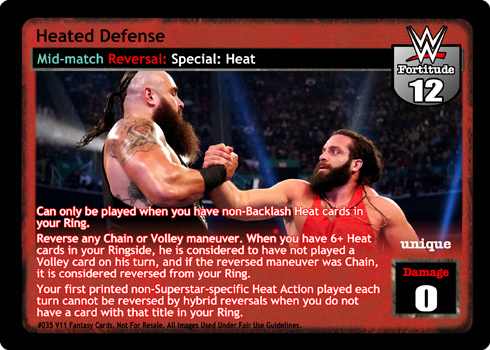 Heated Defense
Mid-match Reversal: Special: Heat
W
Fortitude
12
Can only be played when you have non-Backlash Heat cards in
your Ring.
Reverse any Chain or Volley maneuver. When you have 6+ Heat
cards in your Ringside, he is considered to have not played a
Volley card on his turn, and if the reversed maneuver was Chain,
it is considered reversed from your Ring.
Your first printed non-Superstar-specific Heat Action played each
turn cannot be reversed by hybrid reversals when you do not
have a card with that title in your Ring.
unique
Damage
0
#035 V11 Fantasy Cards. Not For Resale. All Images Used Under Fair Use Guidelines.